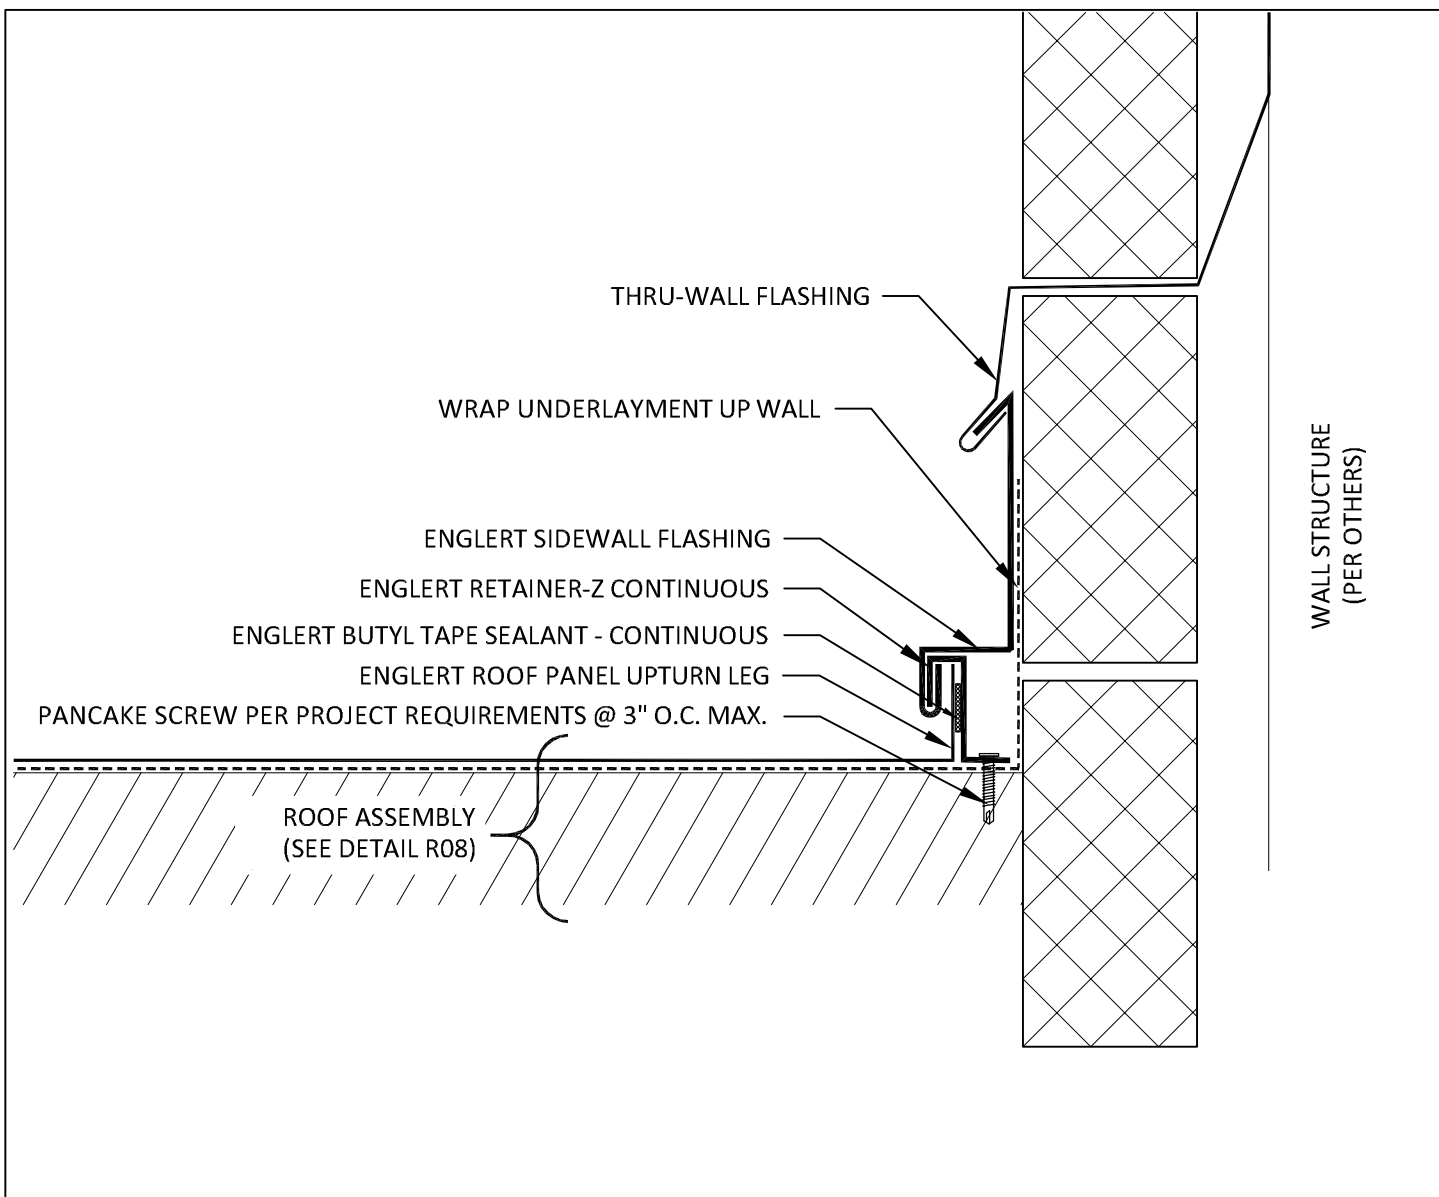 THRU-WALL FLASHING
WRAP UNDERLAYMENT UP WALL
ENGLERT SIDEWALL FLASHING
ENGLERT RETAINER-Z CONTINUOUS
ENGLERT BUTYL TAPE SEALANT - CONTINUOUS
ENGLERT ROOF PANEL UPTURN LEG
PANCAKE SCREW PER PROJECT REQUIREMENTS @ 3" O.C. MAX.
ROOF ASSEMBLY
(SEE DETAIL R08)
WALL STRUCTURE
(PER OTHERS)